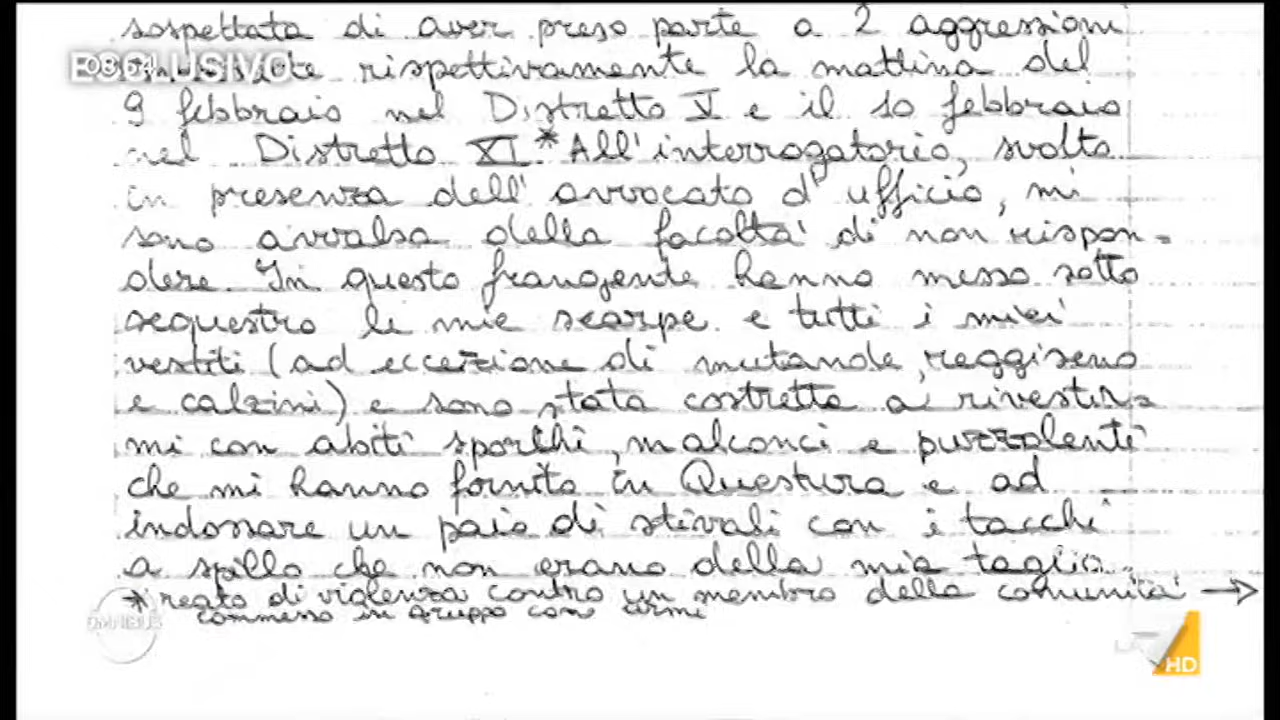 sospettata di aver preso parte a 2 aggressioni
ESCLUSIVO
08:64
rispettivamente la mattina del
9 febbraio nel Distretto V e il 10 febbraio
nel Distretto XI * All'interrogatorio, svolto
in presenza dell'avvocato d'ufficio, mi
sono avvalsa della facoltà di non rispon=
dere. In questo frangente hanno messo sotto
sequestro le mie scarpe e tutti i miei
vestiti (ad eccezione di mutande, reggiseno
e calzini) e sono stata costretta a rivestir=
mi con abiti sporchi, malconci e puzzolenti
che mi hanno fornito in Questura e ad
indossare un paio di stivali con i tacchi
a spillo che non erano della mia taglia.
* reato di violenza contro un membro della comunità →
commesso in gruppo con armi
OMNIBUS
HD